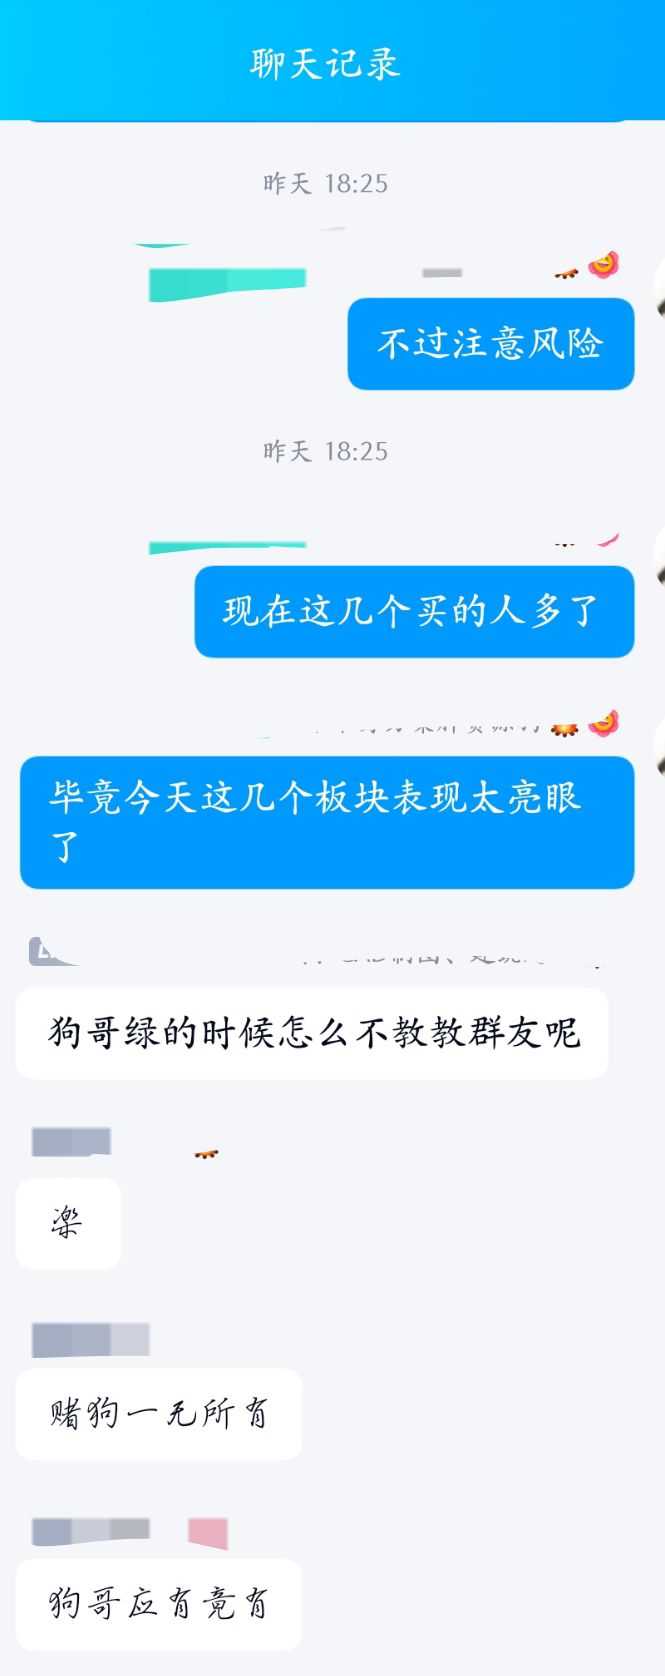 聊天记录
昨天 18:25
不过注意风险
昨天 18:25
现在这几个买的人多了
毕竟今天这几个板块表现太亮眼
了
狗哥绿的时候怎么不教教群友呢
楽
赌狗一无所有
狗哥应有竟有